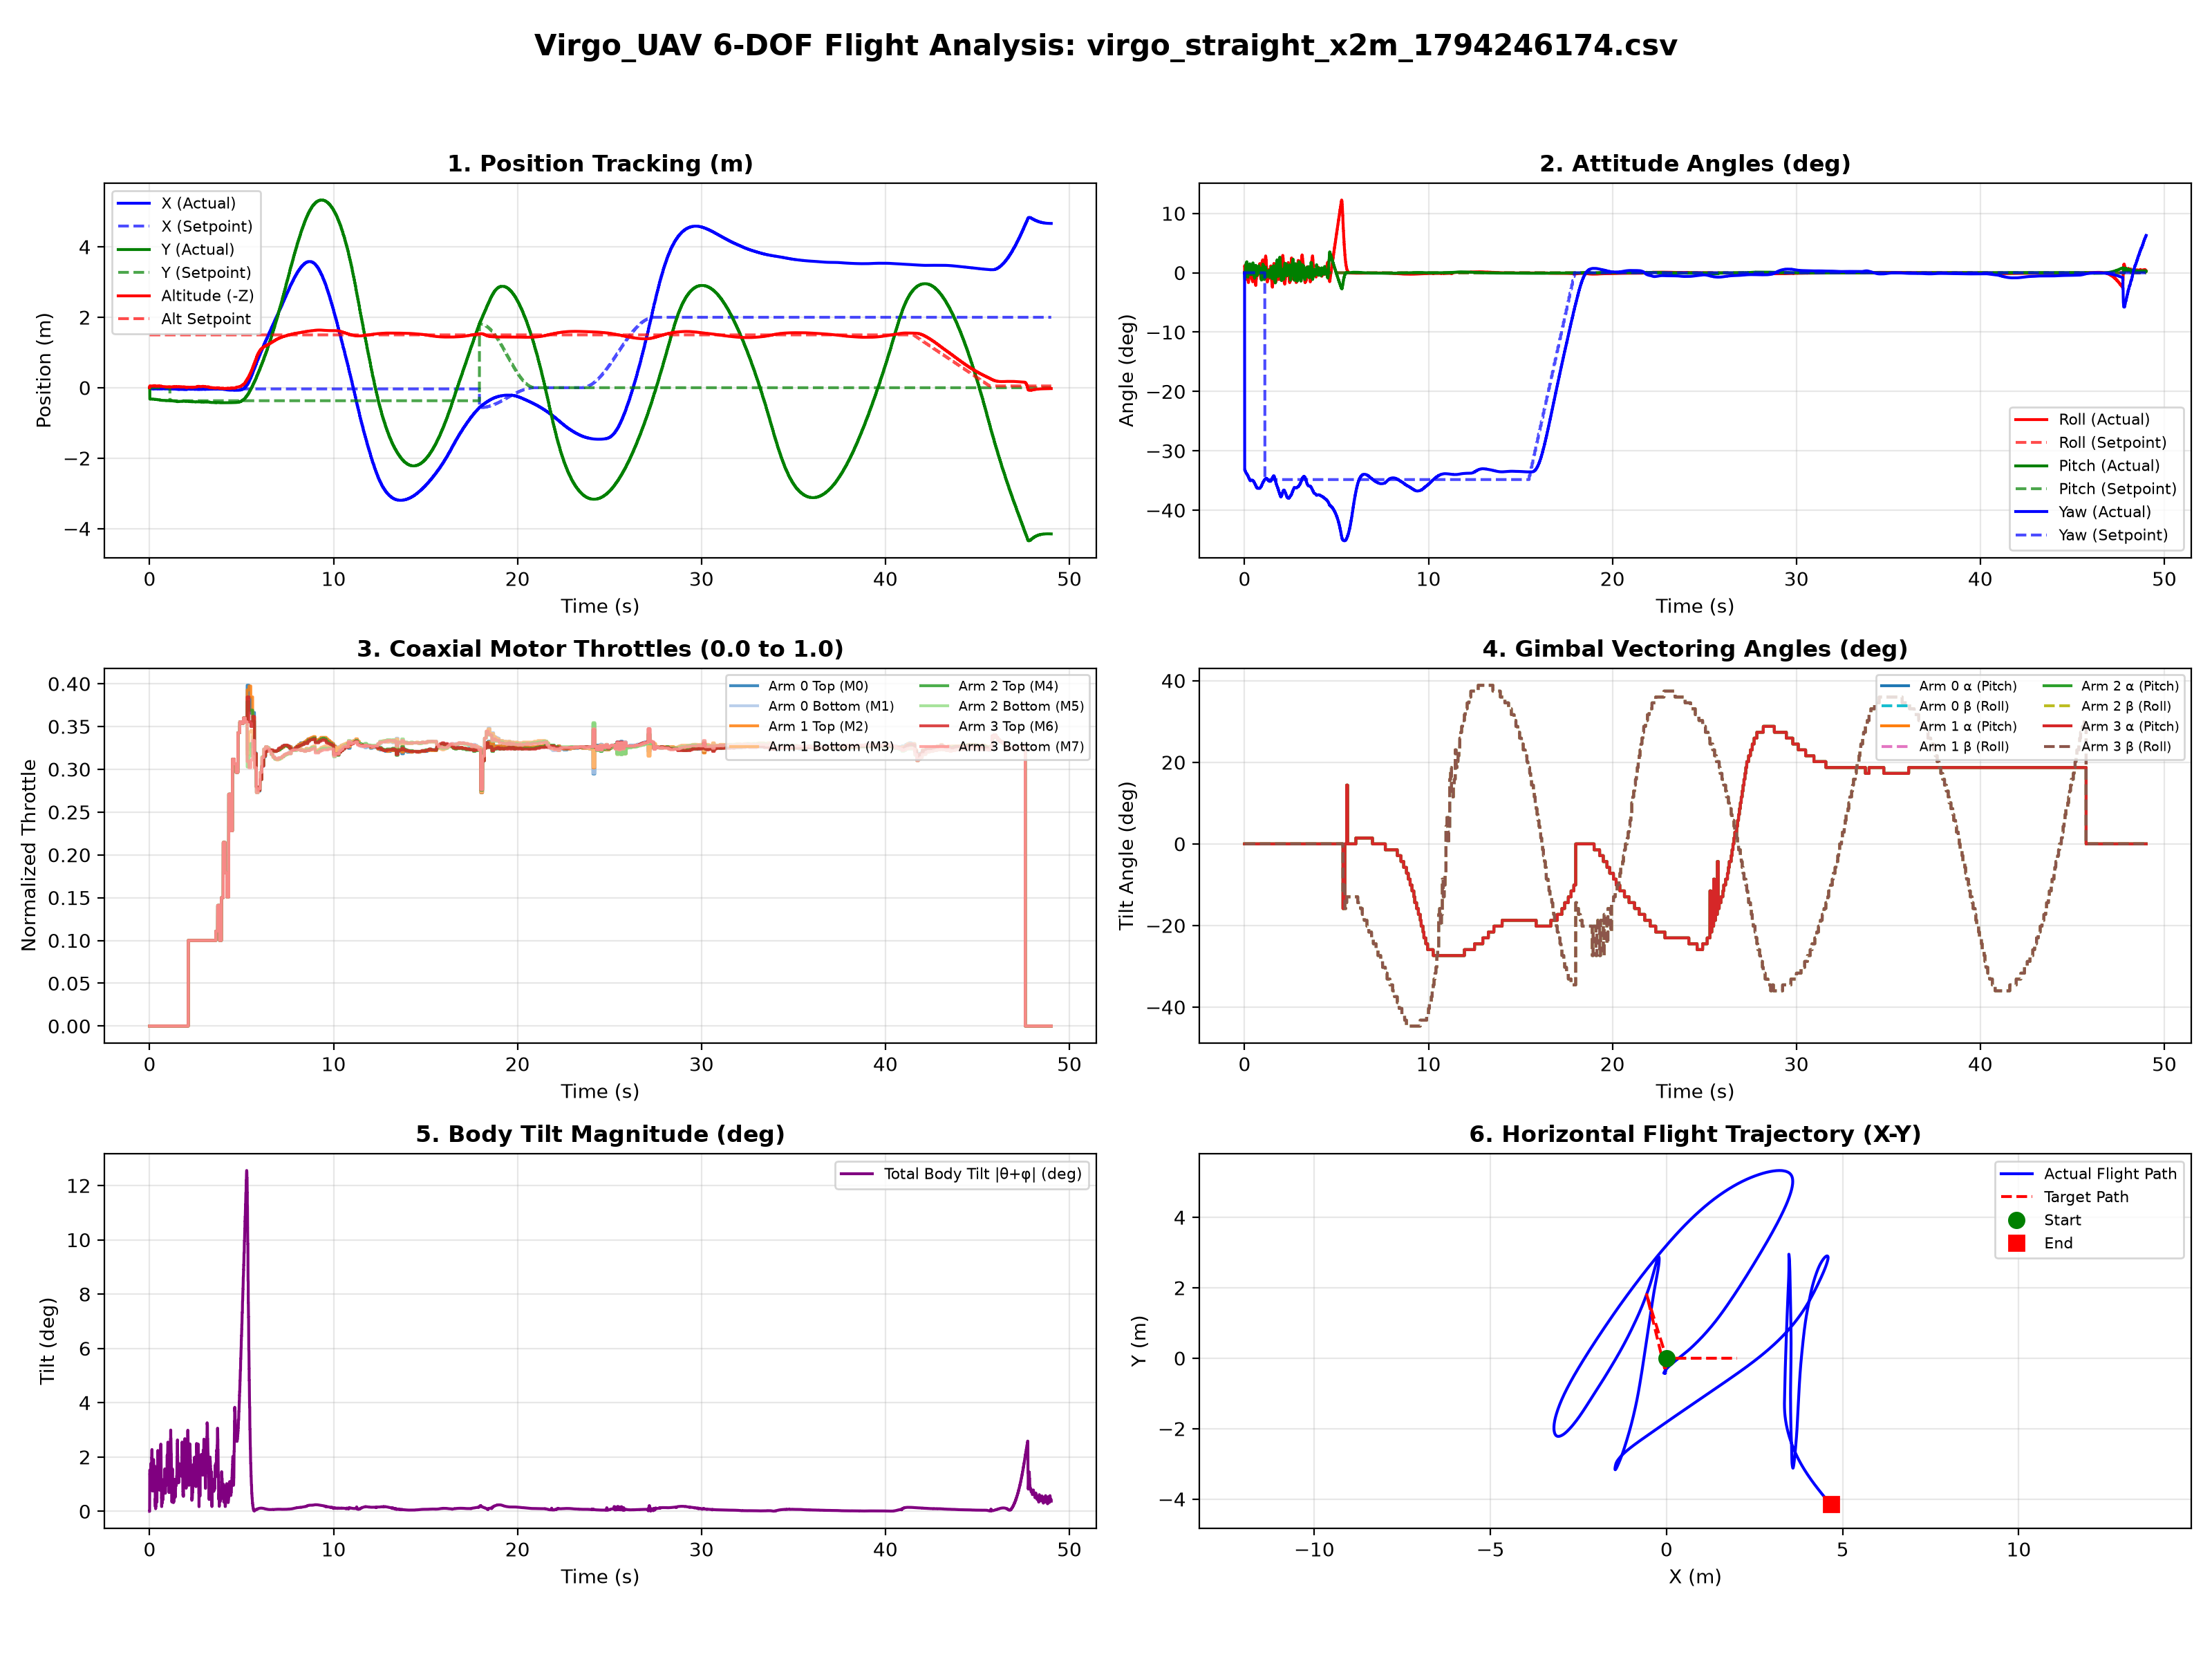 Virgo_UAV 6-DOF Flight Analysis: virgo_straight_x2m_1794246174.csv
1. Position Tracking (m)
X (Actual)
X (Setpoint)
Y (Actual)
Y (Setpoint)
Altitude (-Z)
Alt Setpoint
Position (m)
4
2
0
−2
−4
0
10
20
30
40
50
Time (s)
2. Attitude Angles (deg)
Angle (deg)
10
0
−10
−20
−30
−40
Roll (Actual)
Roll (Setpoint)
Pitch (Actual)
Pitch (Setpoint)
Yaw (Actual)
Yaw (Setpoint)
0
10
20
30
40
50
Time (s)
3. Coaxial Motor Throttles (0.0 to 1.0)
Normalized Throttle
0.40
0.35
0.30
0.25
0.20
0.15
0.10
0.05
0.00
Arm 0 Top (M0)
Arm 0 Bottom (M1)
Arm 1 Top (M2)
Arm 1 Bottom (M3)
Arm 2 Top (M4)
Arm 2 Bottom (M5)
Arm 3 Top (M6)
Arm 3 Bottom (M7)
0
10
20
30
40
50
Time (s)
4. Gimbal Vectoring Angles (deg)
Tilt Angle (deg)
40
20
0
−20
−40
Arm 0 α (Pitch)
Arm 0 β (Roll)
Arm 1 α (Pitch)
Arm 1 β (Roll)
Arm 2 α (Pitch)
Arm 2 β (Roll)
Arm 3 α (Pitch)
Arm 3 β (Roll)
0
10
20
30
40
50
Time (s)
5. Body Tilt Magnitude (deg)
Tilt (deg)
12
10
8
6
4
2
0
Total Body Tilt |θ+φ| (deg)
0
10
20
30
40
50
Time (s)
6. Horizontal Flight Trajectory (X-Y)
Y (m)
4
2
0
−2
−4
Actual Flight Path
Target Path
Start
End
−10
−5
0
5
10
X (m)